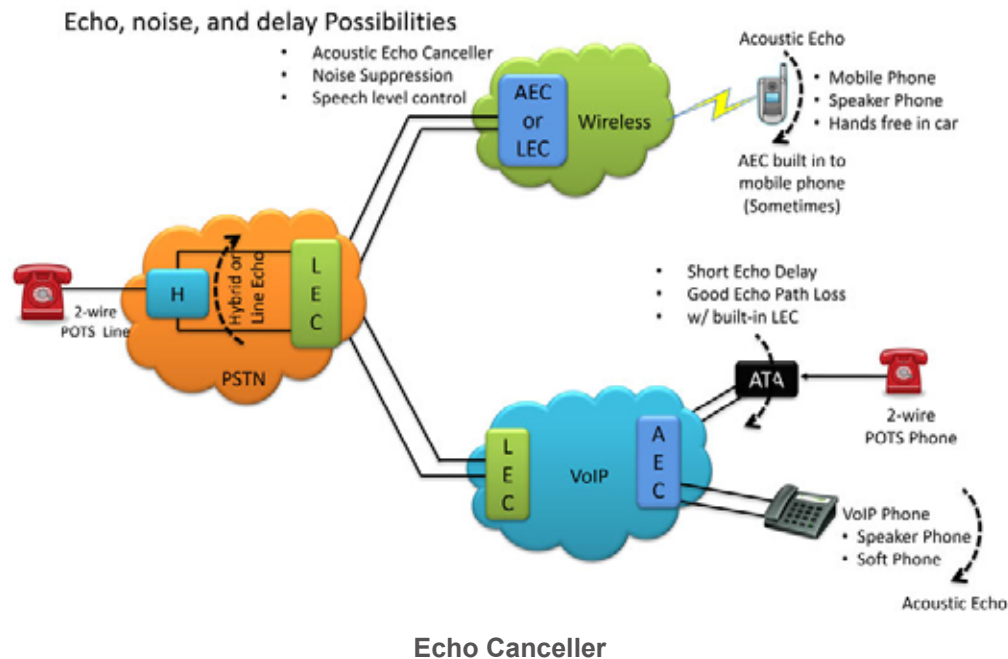 Echo, noise, and delay Possibilities
• Acoustic Echo Canceller
• Noise Suppression
• Speech level control
AEC
or
LEC
Wireless
Acoustic Echo
• Mobile Phone
• Speaker Phone
• Hands free in car
AEC built in to
mobile phone
(Sometimes)
2-wire
POTS Line
H
Hybrid or
Line Echo
L
E
C
PSTN
• Short Echo Delay
• Good Echo Path Loss
• w/ built-in LEC
ATA
2-wire
POTS Phone
L
E
C
VoIP
A
E
C
VoIP Phone
• Speaker Phone
• Soft Phone
Acoustic Echo
Echo Canceller